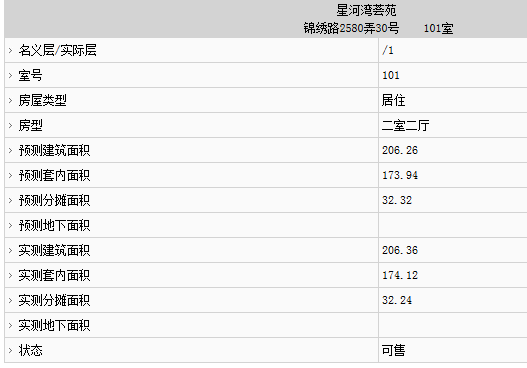 星河湾荟苑
锦绣路2580弄30号 101室
名义层/实际层 /1
室号 101
房屋类型 居住
房型 二室二厅
预测建筑面积 206.26
预测套内面积 173.94
预测分摊面积 32.32
预测地下面积
实测建筑面积 206.36
实测套内面积 174.12
实测分摊面积 32.24
实测地下面积
状态 可售